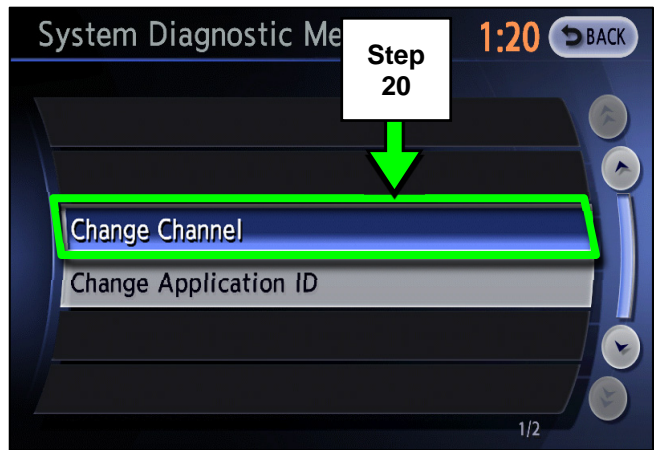 System Diagnostic Me
1:20
BACK
Step
20
Change Channel
Change Application ID
1/2